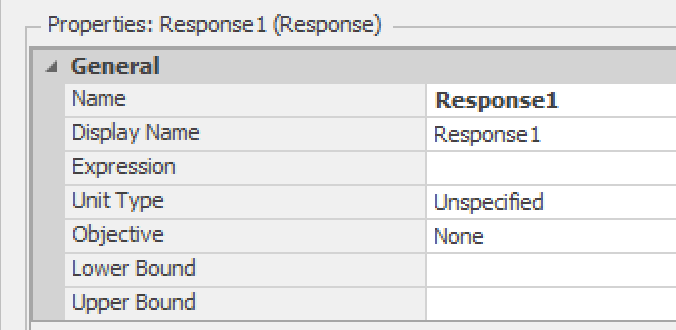 Properties: Response1 (Response)
General
Name Response1
Display Name Response1
Expression
Unit Type Unspecified
Objective None
Lower Bound
Upper Bound